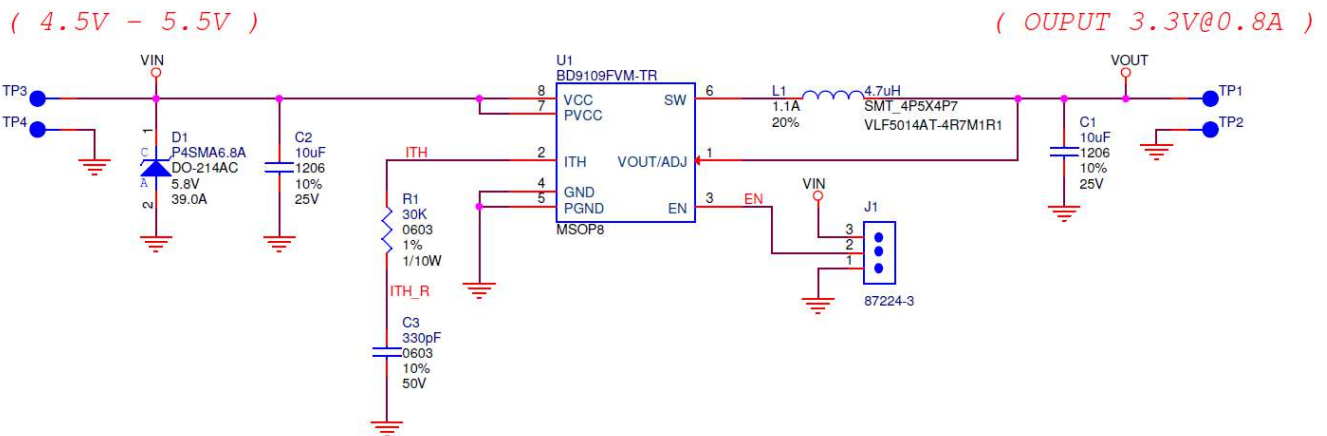 ( 4.5V - 5.5V )
( OUPUT 3.3V@0.8A )
VIN
U1
BD9109FVM-TR
VOUT
TP3
8
VCC
SW
6
L1
4.7uH
TP1
7
PVCC
1.1A
SMT_4P5X4P7
20%
VLF5014AT-4R7M1R1
TP4
1
D1
C
P4SMA6.8A
DO-214AC
A
5.8V
2
39.0A
C2
10uF
1206
10%
25V
ITH
2
ITH
VOUT/ADJ
1
C1
10uF
1206
10%
25V
TP2
4
GND
5
PGND
EN
3
EN
MSOP8
VIN
J1
3
2
1
87224-3
R1
30K
0603
1%
1/10W
ITH_R
C3
330pF
0603
10%
50V